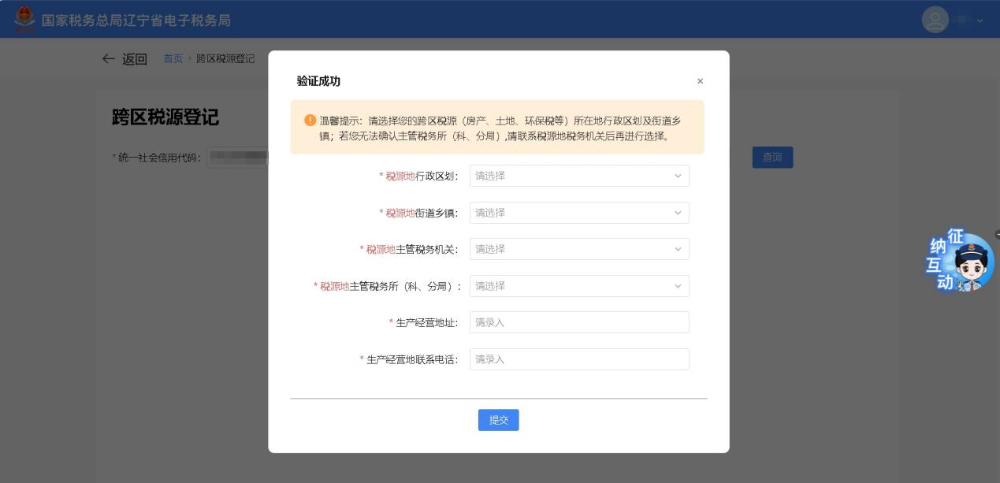 国家税务总局辽宁省电子税务局
返回 首页 跨区税源登记
跨区税源登记
*统一社会信用代码：
查询
验证成功
×
温馨提示：请选择您的跨区税源（房产、土地、环保税等）所在地行政区划及街道乡
镇；若您无法确认主管税务所（科、分局）,请联系税源地税务机关后再进行选择。
*税源地行政区划： 请选择
*税源地街道乡镇： 请选择
*税源地主管税务机关： 请选择
*税源地主管税务所（科、分局）： 请选择
*生产经营地址： 请录入
*生产经营地联系电话： 请录入
提交
征
纳
互
动